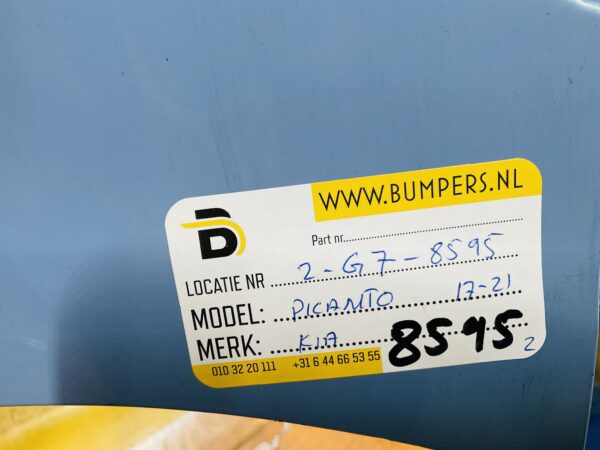 WWW.BUMPERS.NL
B
Part nr.
LOCATIE NR 2-G7-8595
MODEL: PICANTO 17-21
MERK: KIA 8595 2
010 32 20 111 +31 6 44 66 53 55